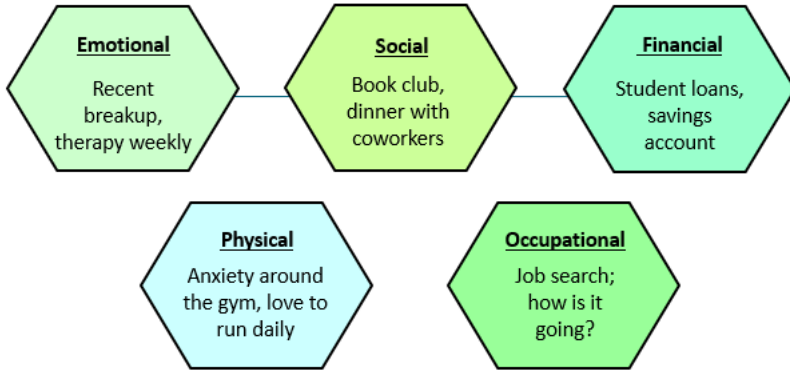 Emotional
Recent
breakup,
therapy weekly
Social
Book club,
dinner with
coworkers
Financial
Student loans,
savings
account
Physical
Anxiety around
the gym, love to
run daily
Occupational
Job search;
how is it
going?